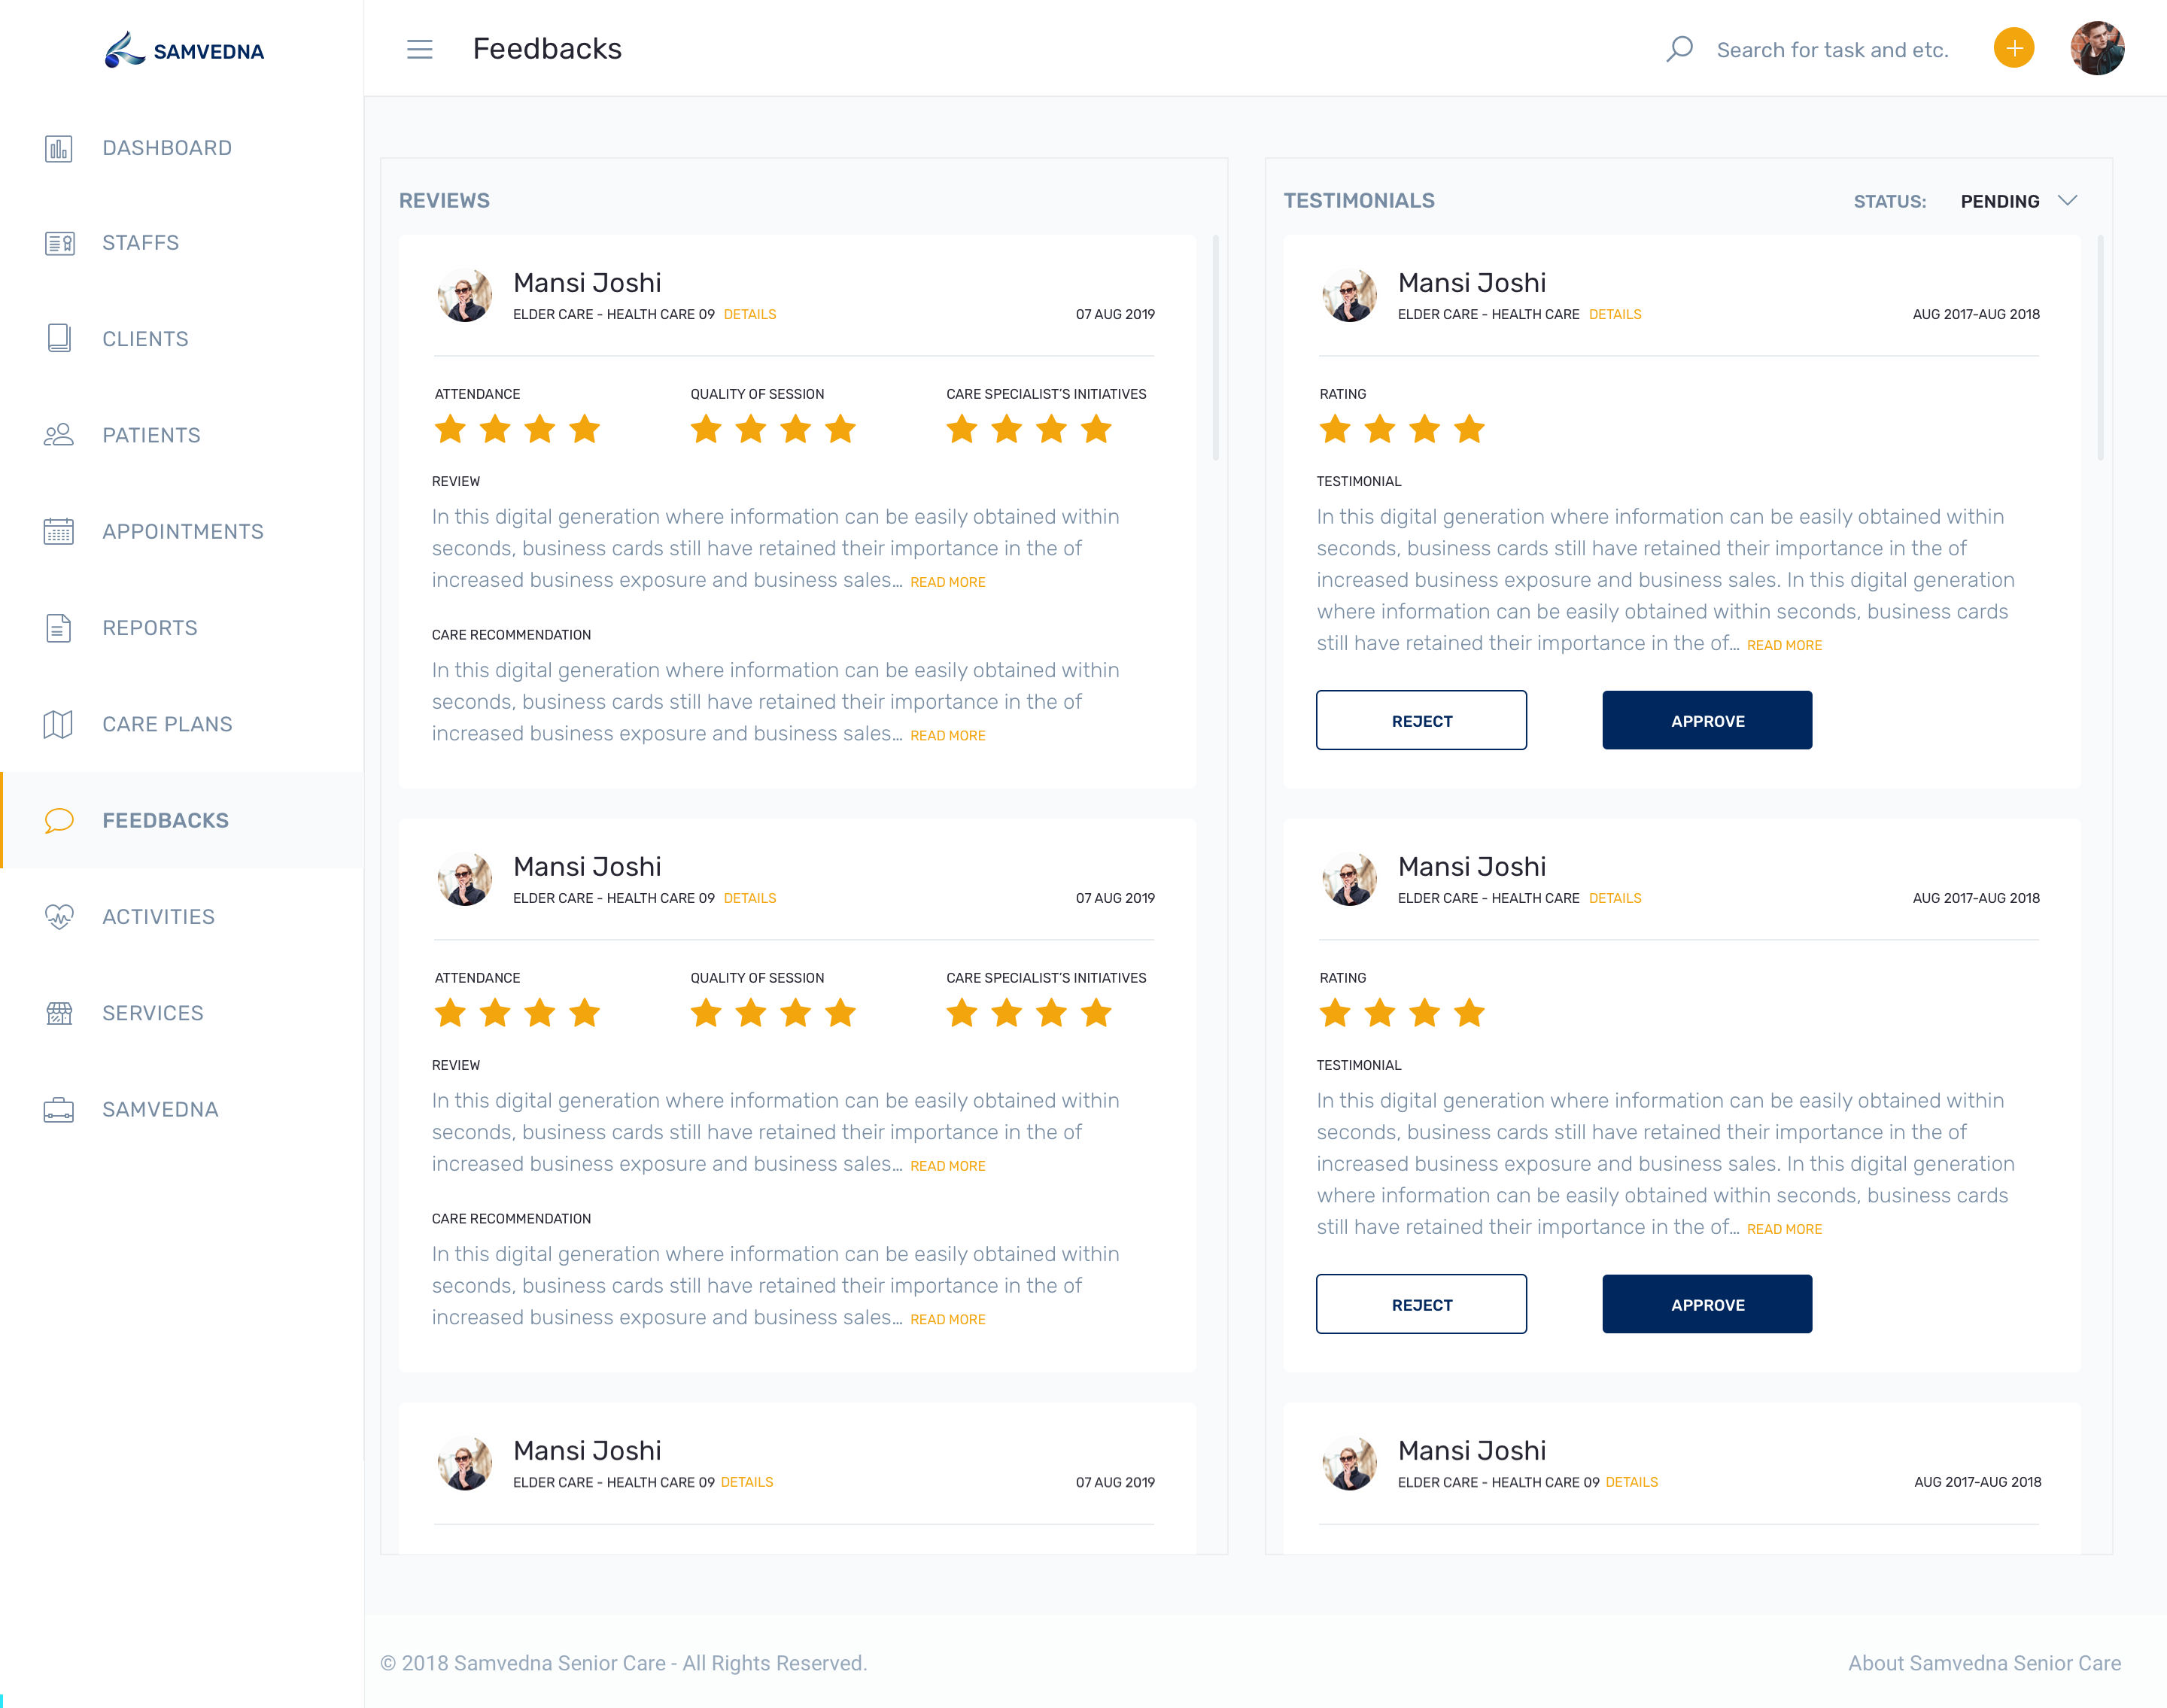 SAMVEDNA
Feedbacks
Search for task and etc.
DASHBOARD
STAFFS
CLIENTS
PATIENTS
APPOINTMENTS
REPORTS
CARE PLANS
FEEDBACKS
ACTIVITIES
SERVICES
SAMVEDNA
REVIEWS
Mansi Joshi
ELDER CARE - HEALTH CARE 09 DETAILS
07 AUG 2019
ATTENDANCE
QUALITY OF SESSION
CARE SPECIALIST’S INITIATIVES
REVIEW
In this digital generation where information can be easily obtained within
seconds, business cards still have retained their importance in the of
increased business exposure and business sales... READ MORE
CARE RECOMMENDATION
In this digital generation where information can be easily obtained within
seconds, business cards still have retained their importance in the of
increased business exposure and business sales... READ MORE
Mansi Joshi
ELDER CARE - HEALTH CARE 09 DETAILS
07 AUG 2019
ATTENDANCE
QUALITY OF SESSION
CARE SPECIALIST’S INITIATIVES
REVIEW
In this digital generation where information can be easily obtained within
seconds, business cards still have retained their importance in the of
increased business exposure and business sales... READ MORE
CARE RECOMMENDATION
In this digital generation where information can be easily obtained within
seconds, business cards still have retained their importance in the of
increased business exposure and business sales... READ MORE
Mansi Joshi
ELDER CARE - HEALTH CARE 09 DETAILS
07 AUG 2019
TESTIMONIALS
STATUS: PENDING
Mansi Joshi
ELDER CARE - HEALTH CARE DETAILS
AUG 2017-AUG 2018
RATING
TESTIMONIAL
In this digital generation where information can be easily obtained within
seconds, business cards still have retained their importance in the of
increased business exposure and business sales. In this digital generation
where information can be easily obtained within seconds, business cards
still have retained their importance in the of... READ MORE
REJECT
APPROVE
Mansi Joshi
ELDER CARE - HEALTH CARE DETAILS
AUG 2017-AUG 2018
RATING
TESTIMONIAL
In this digital generation where information can be easily obtained within
seconds, business cards still have retained their importance in the of
increased business exposure and business sales. In this digital generation
where information can be easily obtained within seconds, business cards
still have retained their importance in the of... READ MORE
REJECT
APPROVE
Mansi Joshi
ELDER CARE - HEALTH CARE 09 DETAILS
AUG 2017-AUG 2018
© 2018 Samvedna Senior Care - All Rights Reserved.
About Samvedna Senior Care